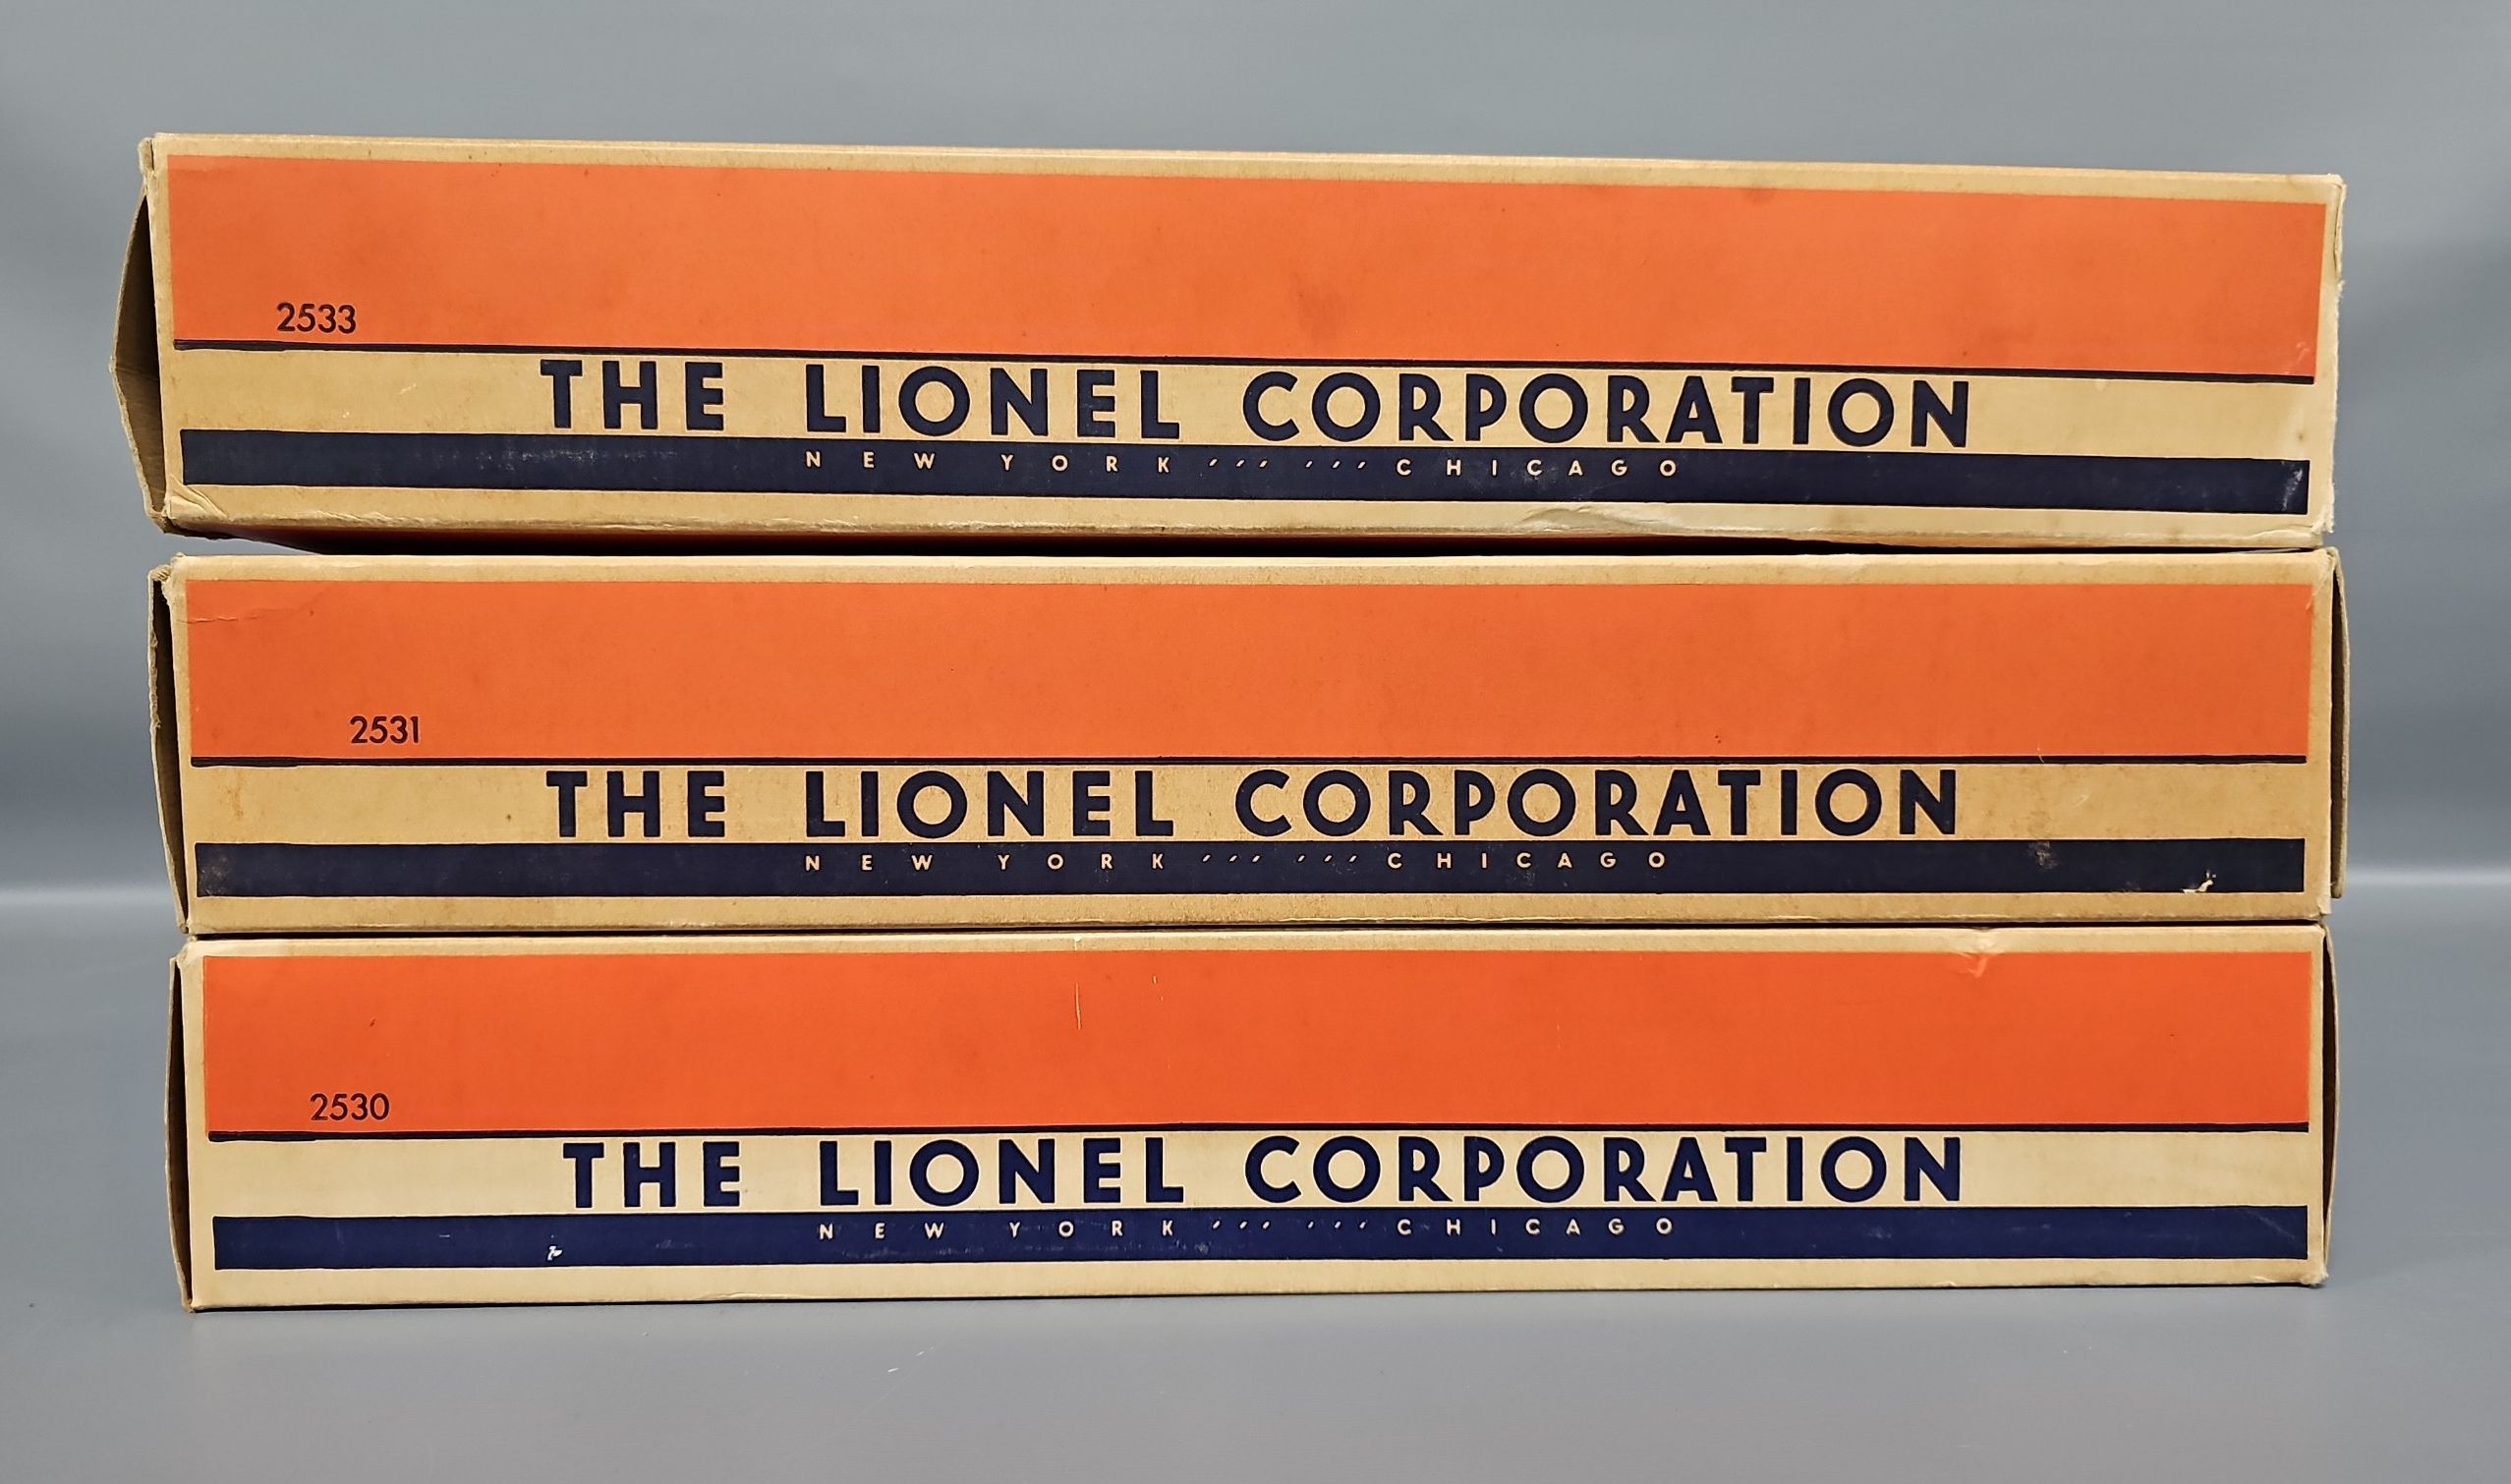 2533
THE LIONEL CORPORATION
NEW YORK ''' ''' CHICAGO
2531
THE LIONEL CORPORATION
NEW YORK ''' ''' CHICAGO
2530
THE LIONEL CORPORATION
NEW YORK ''' ''' CHICAGO